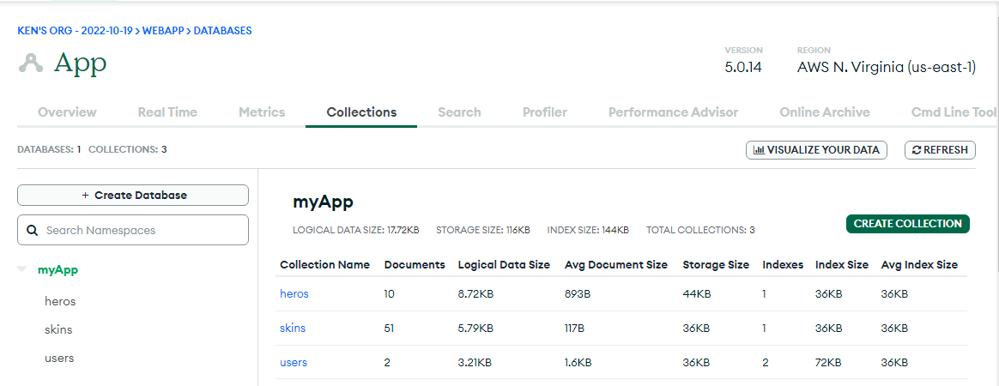 KEN'S ORG - 2022-10-19 > WEBAPP > DATABASES
App
VERSION
5.0.14
REGION
AWS N. Virginia (us-east-1)
Overview Real Time Metrics Collections Search Profiler Performance Advisor Online Archive Cmd Line Tool
DATABASES: 1 COLLECTIONS: 3
VISUALIZE YOUR DATA
REFRESH
+ Create Database
Search Namespaces
myApp
heros
skins
users
myApp
LOGICAL DATA SIZE: 17.72KB STORAGE SIZE: 116KB INDEX SIZE: 144KB TOTAL COLLECTIONS: 3
CREATE COLLECTION
Collection Name Documents Logical Data Size Avg Document Size Storage Size Indexes Index Size Avg Index Size
heros 10 8.72KB 893B 44KB 1 36KB 36KB
skins 51 5.79KB 117B 36KB 1 36KB 36KB
users 2 3.21KB 1.6KB 36KB 2 72KB 36KB